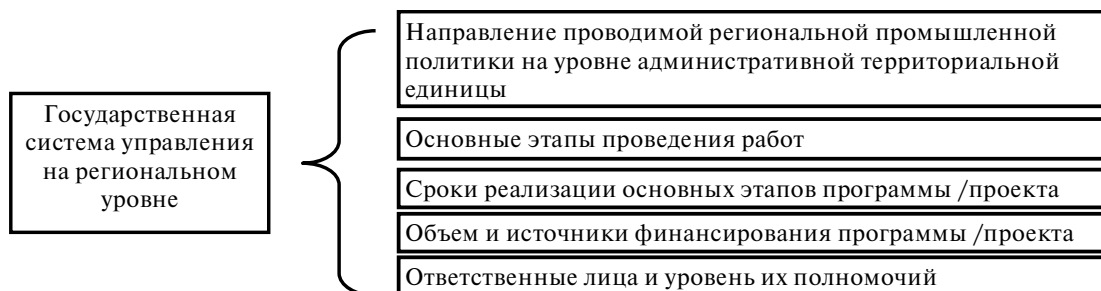 Государственная
система управления
на региональном
уровне
Направление проводимой региональной промышленной
политики на уровне административной территориальной
единицы
Основные этапы проведения работ
Сроки реализации основных этапов программы /проекта
Объем и источники финансирования программы /проекта
Ответственные лица и уровень их полномочий